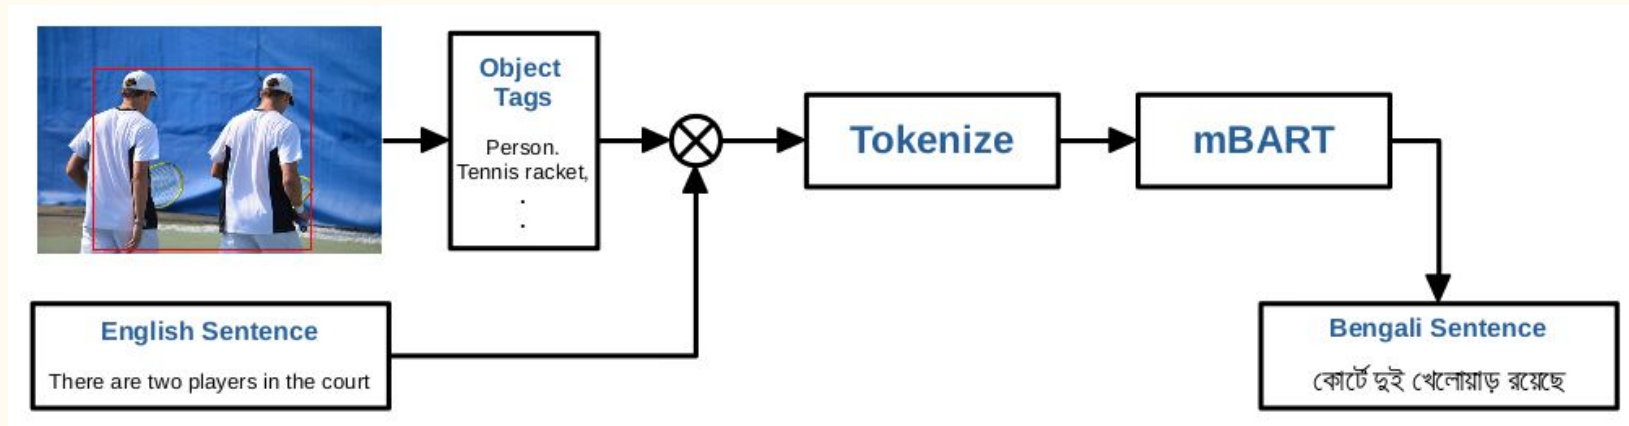 Object
Tags
Person.
Tennis racket,
.
.
Tokenize
mBART
English Sentence
There are two players in the court
Bengali Sentence
কোর্টে দুই খেলোয়াড় রয়েছে